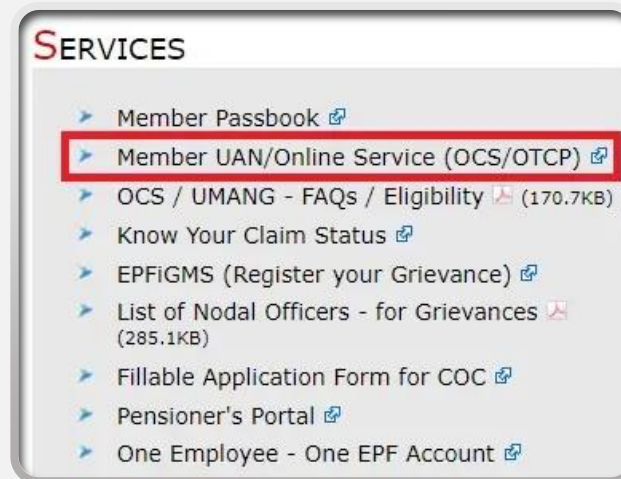 SERVICES
Member Passbook
Member UAN/Online Service (OCS/OTCP)
OCS / UMANG - FAQs / Eligibility (170.7KB)
Know Your Claim Status
EPFiGMS (Register your Grievance)
List of Nodal Officers - for Grievances
(285.1KB)
Fillable Application Form for COC
Pensioner's Portal
One Employee - One EPF Account